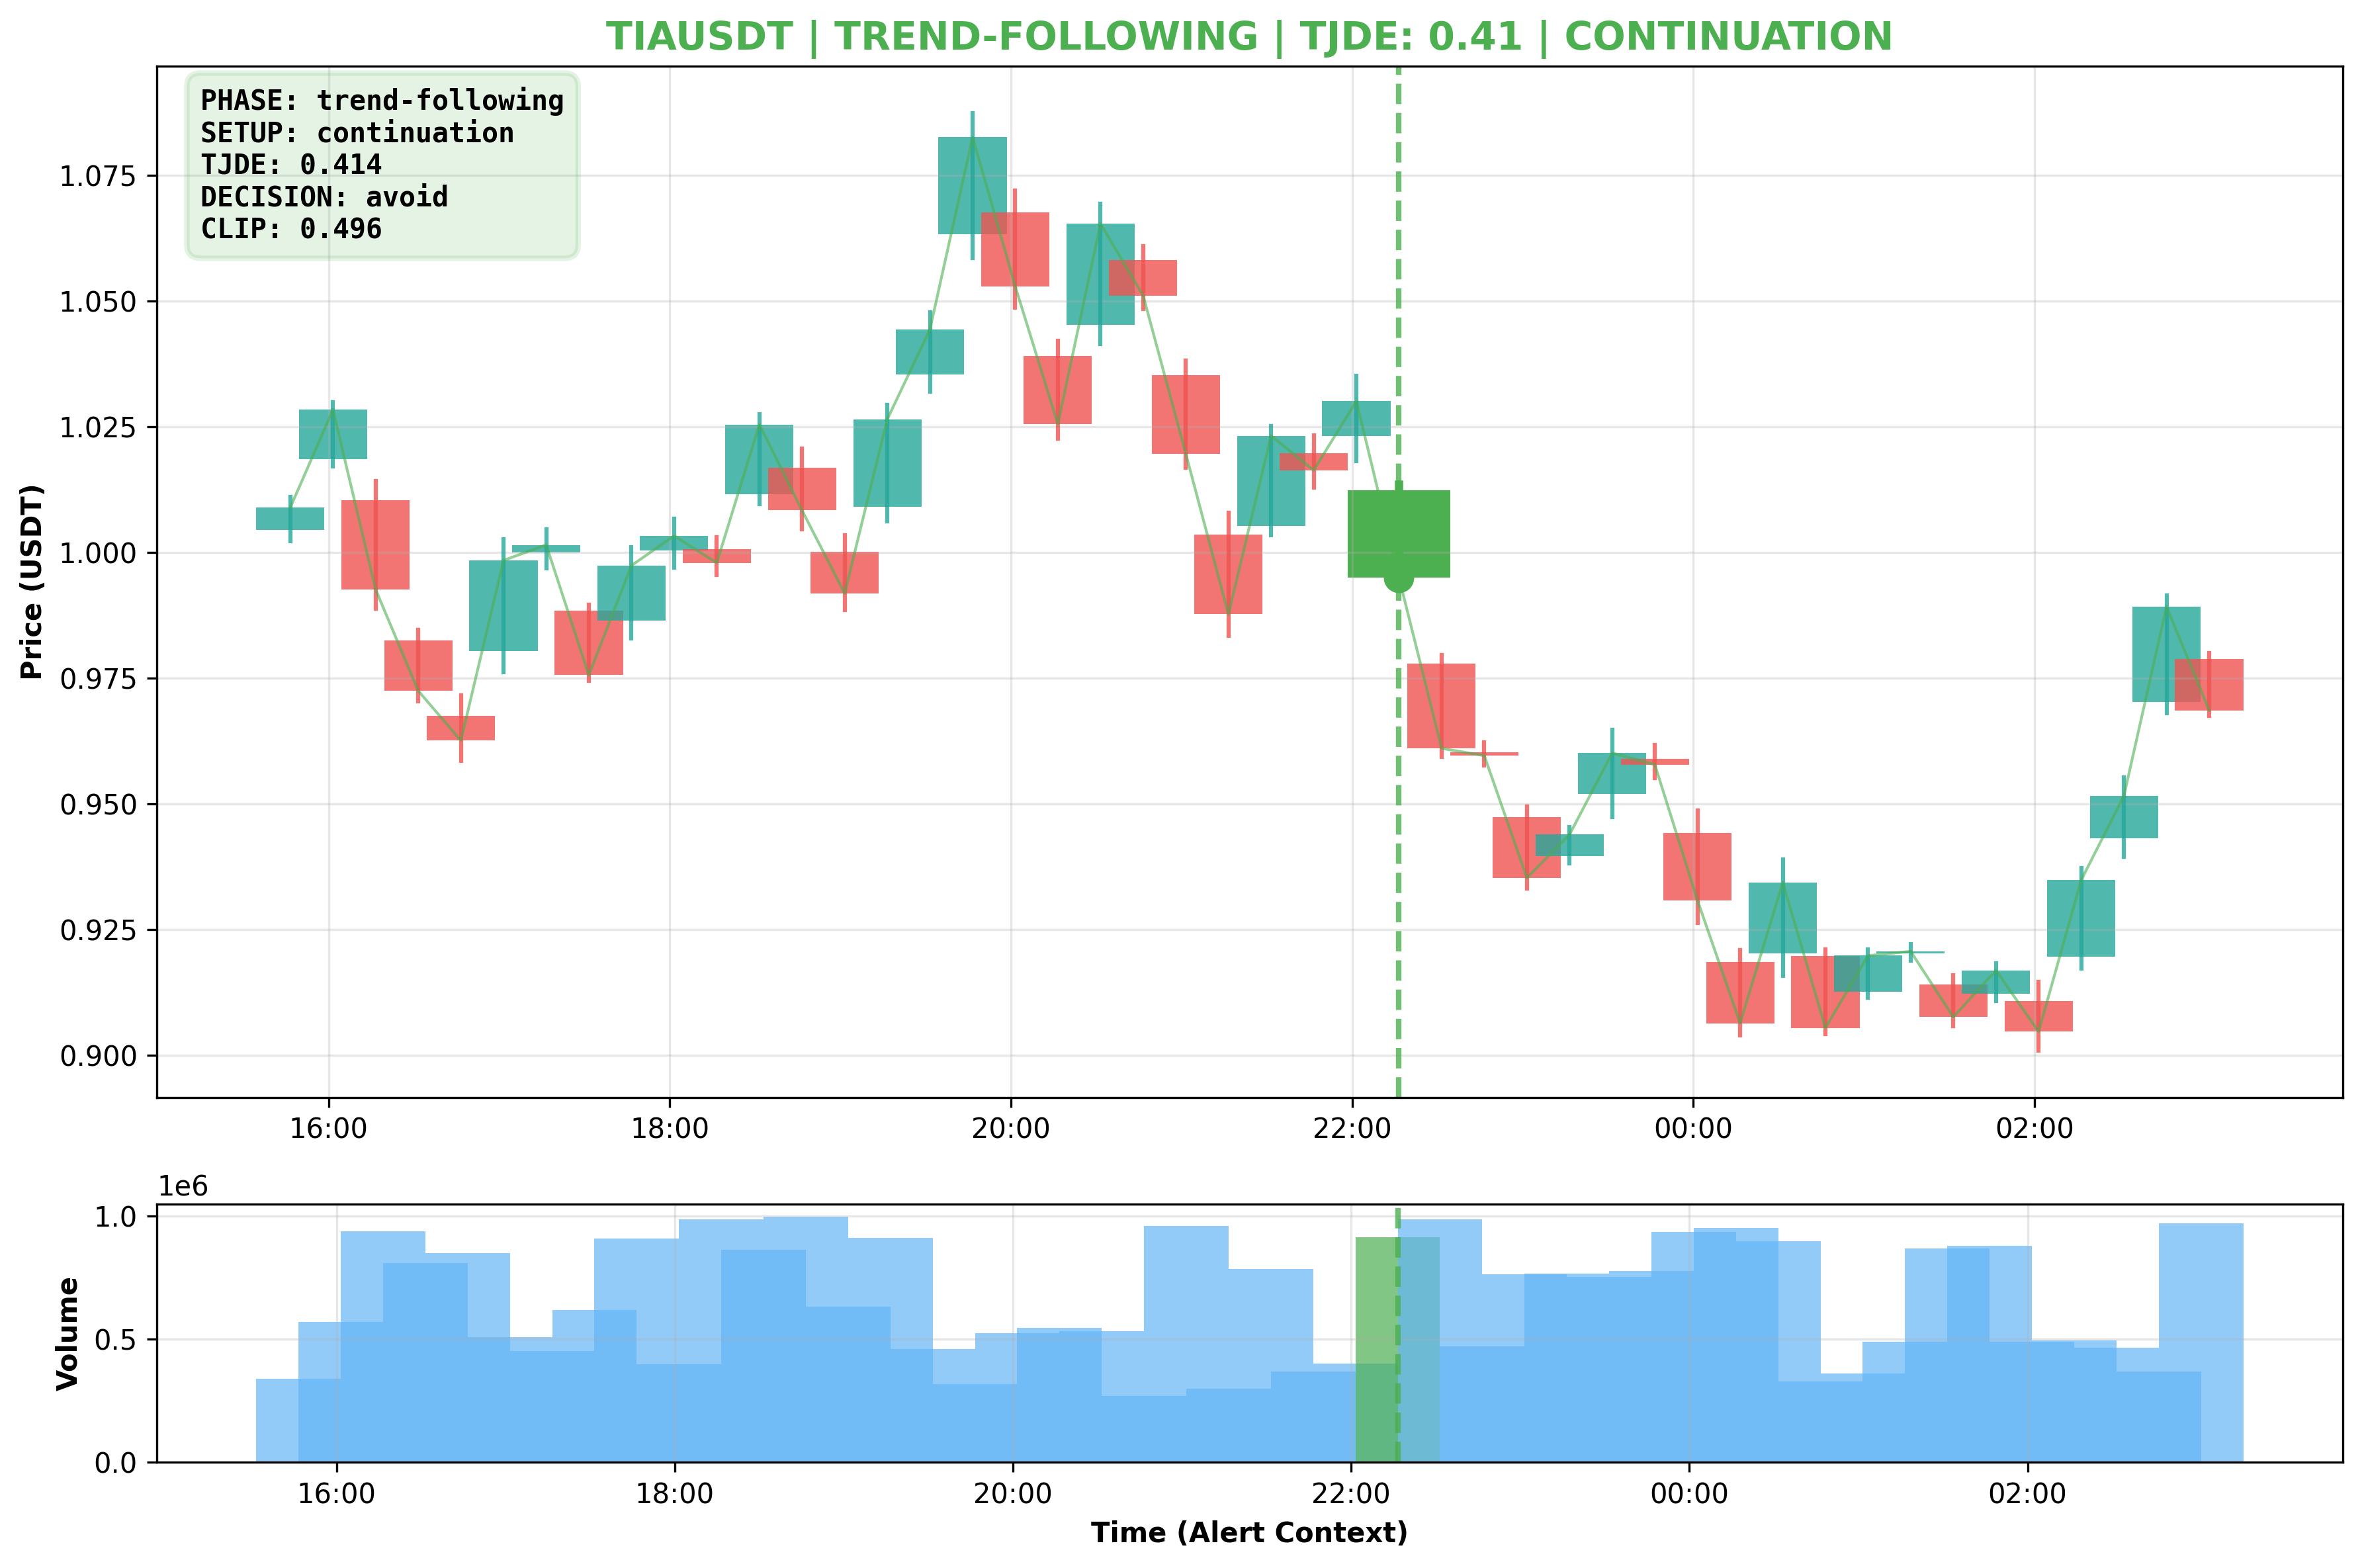 TIAUSDT | TREND-FOLLOWING | TJDE: 0.41 | CONTINUATION
PHASE: trend-following
SETUP: continuation
TJDE: 0.414
DECISION: avoid
CLIP: 0.496
Price (USDT)
1.075
1.050
1.025
1.000
0.975
0.950
0.925
0.900
16:00 18:00 20:00 22:00 00:00 02:00
1e6
Volume
1.0
0.5
0.0
16:00 18:00 20:00 22:00 00:00 02:00
Time (Alert Context)